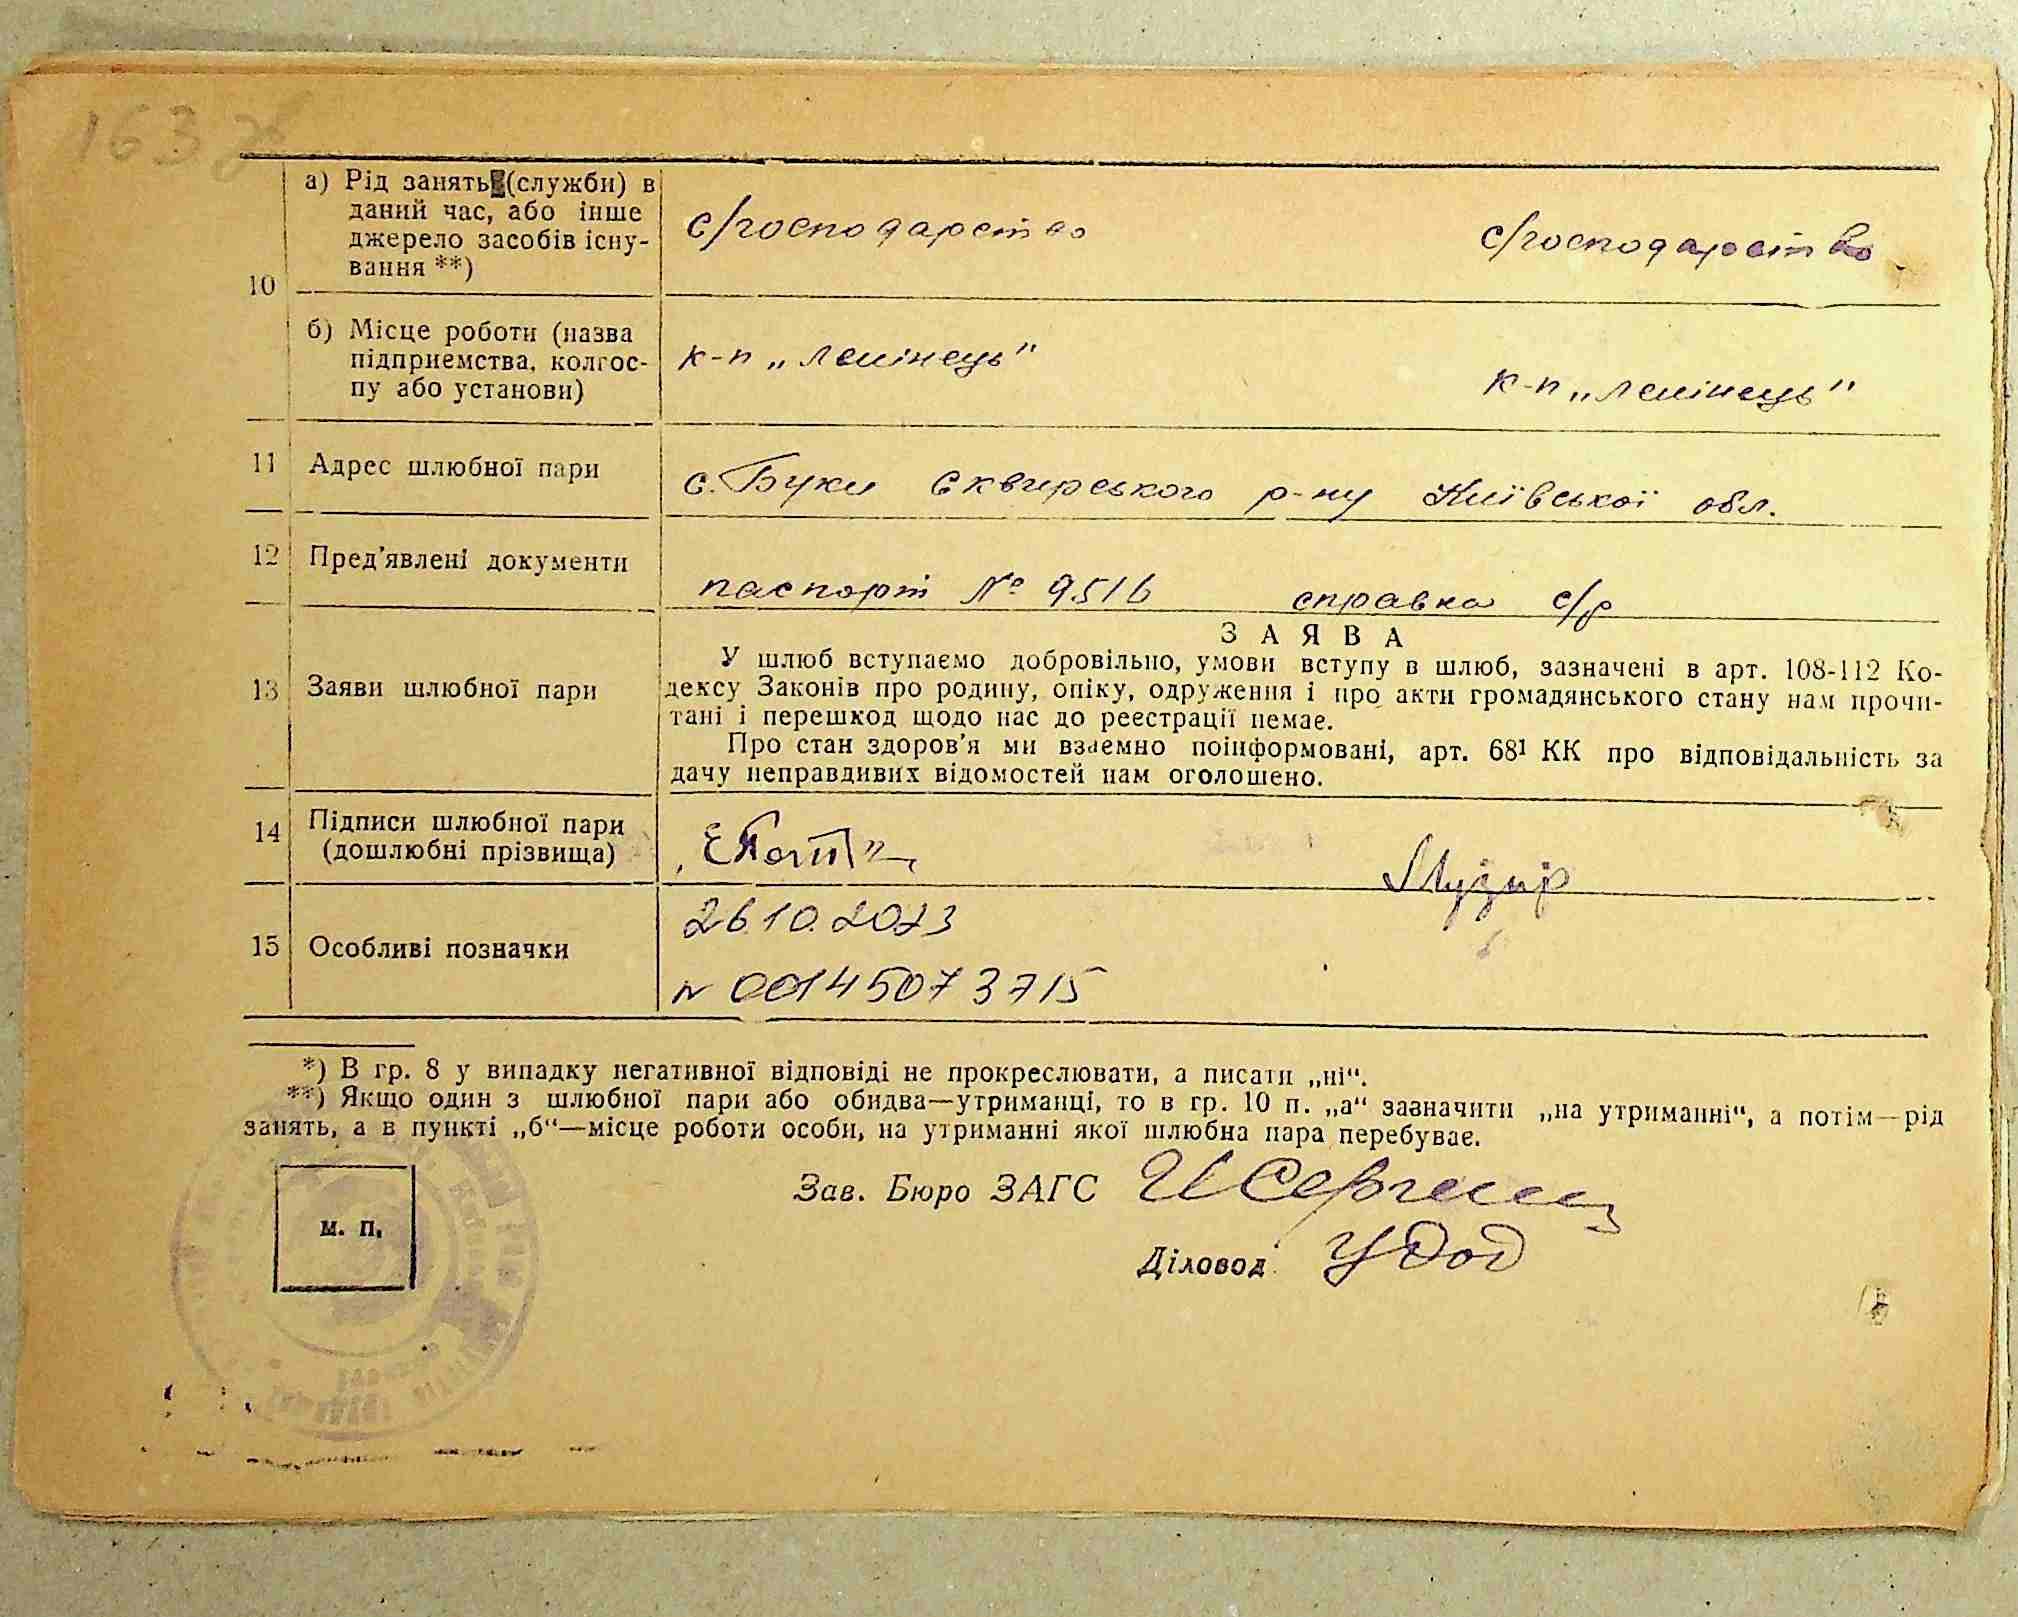 163
а) Рід занять (служби) в
даний час, або інше
джерело засобів існу-
вання **)
с/господарство с/господарство
10
б) Місце роботи (назва
підприемства, колгос-
пу або установи)
к-п „Ленінець" к-п „Ленінець"
11 Адрес шлюбної пари
с. Буки Сквирського р-ну Київської обл.
12 Пред'явлені документи
паспорт № 9516 справка с/р
ЗАЯВА
13 Заяви шлюбної пари
У шлюб вступаємо добровільно, умови вступу в шлюб, зазначені в арт. 108-112 Ко-
дексу Законів про родину, опіку, одруження і про акти громадянського стану нам прочи-
тані і перешкод щодо нас до реестрації немае.
Про стан здоров'я ми взаемно поінформовані, арт. 68¹ КК про відповідальність за
дачу неправдивих відомостей нам оголошено.
14 Підписи шлюбної пари
(дошлюбні прізвища)
Музир
15 Особливі позначки
26.10.2023
N 00145073715
*) В гр. 8 у випадку негативної відповіді не прокреслювати, а писати „ні".
**) Якщо один з шлюбної пари або обидва—утриманці, то в гр. 10 п. „а" зазначити „на утриманні", а потім—рід
занять, а в пункті „б"—місце роботи особи, на утриманні якої шлюбна пара перебуває.
Зав. Бюро ЗАГС
м. п.
Діловод Удод